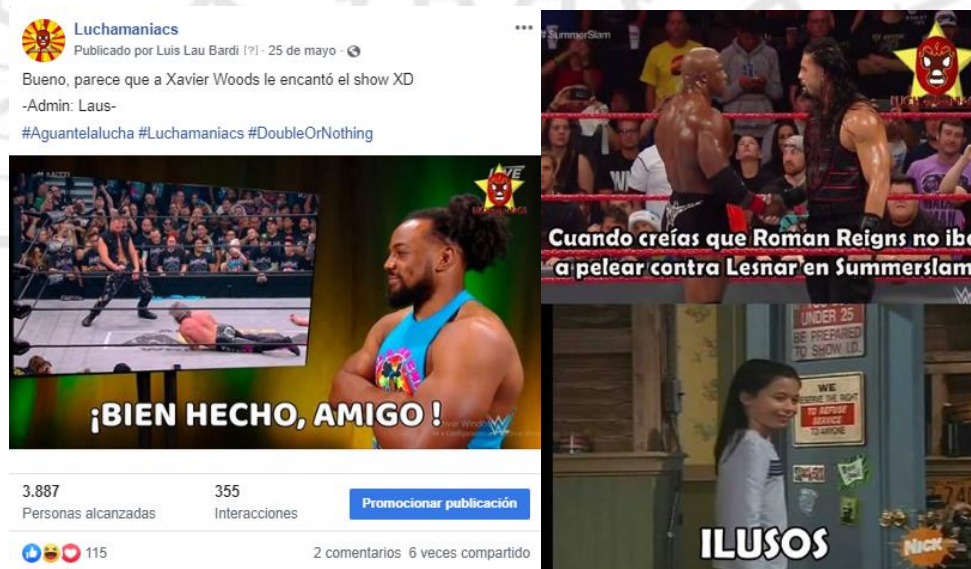 Luchamaniacs
Publicado por Luis Lau Bardi [?] · 25 de mayo ·
Bueno, parece que a Xavier Woods le encantó el show XD
-Admin: Laus-
#Aguantelalucha #Luchamaniacs #DoubleOrNothing
¡BIEN HECHO, AMIGO !
3.887
Personas alcanzadas
355
Interacciones
Promocionar publicación
115
2 comentarios 6 veces compartido
#SummerSlam
Cuando creías que Roman Reigns no iba
a pelear contra Lesnar en Summerslam
UNDER 25
BE PREPARED
TO SHOW I.D.
WE
RESERVE THE RIGHT
TO REFUSE
SERVICE
TO ANYONE
ILUSOS
NICK